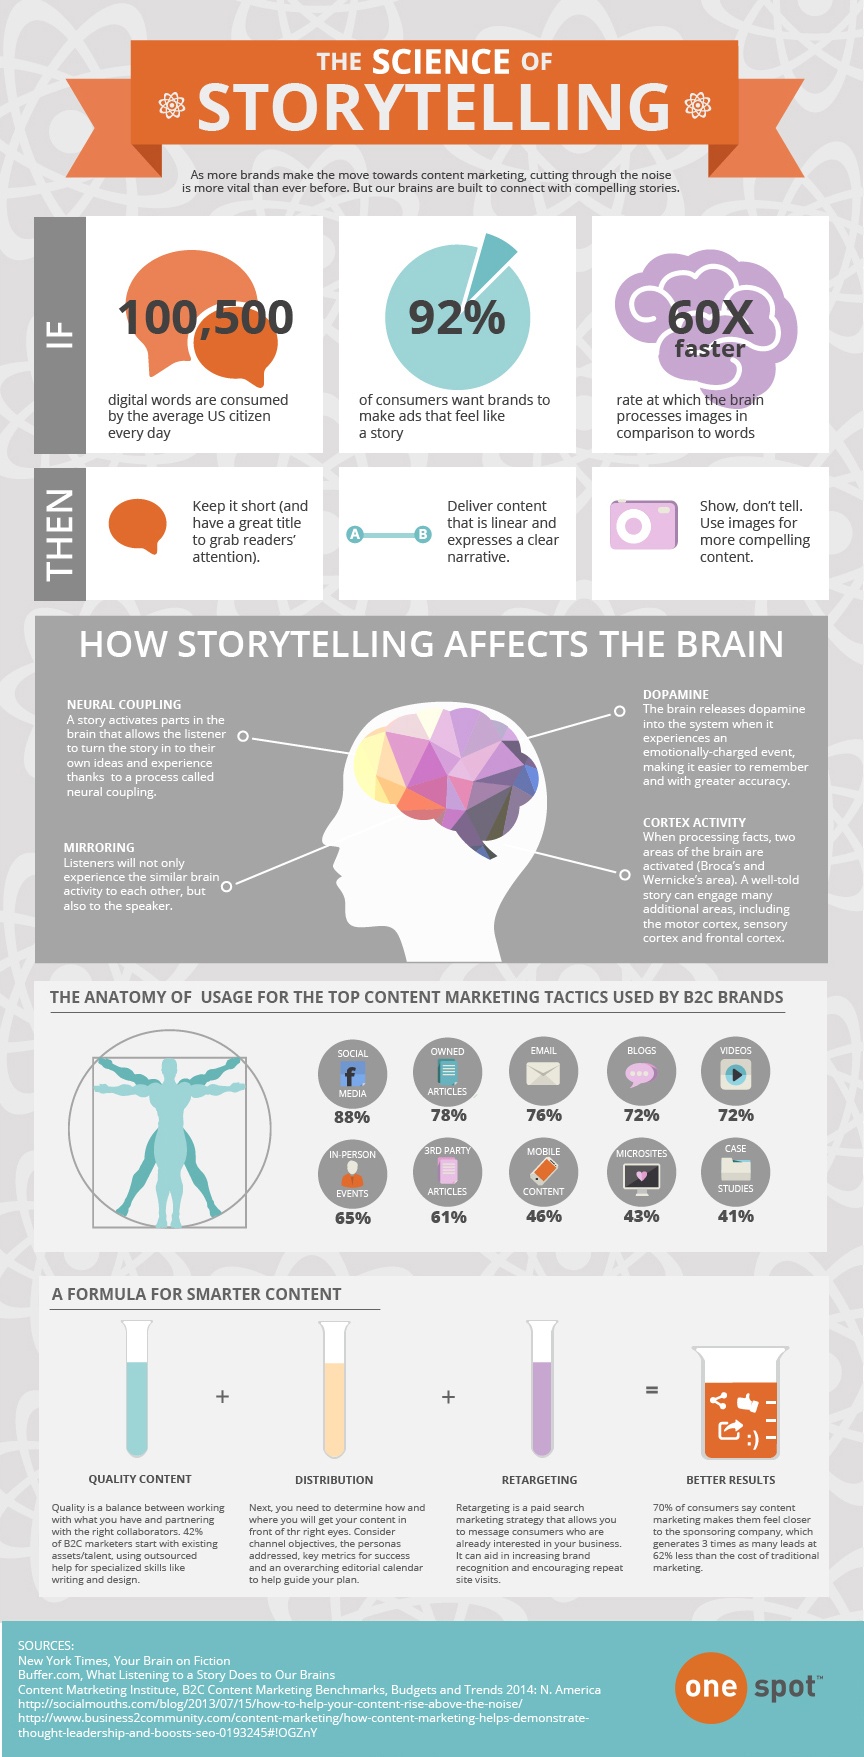 THE SCIENCE OF
STORYTELLING
As more brands make the move towards content marketing, cutting through the noise
is more vital than ever before. But our brains are built to connect with compelling stories.
IF
100,500
digital words are consumed
by the average US citizen
every day
92%
of consumers want brands to
make ads that feel like
a story
60X
faster
rate at which the brain
processes images in
comparison to words
THEN
Keep it short (and
have a great title
to grab readers'
attention).
A
B
Deliver content
that is linear and
expresses a clear
narrative.
Show, don't tell.
Use images for
more compelling
content.
HOW STORYTELLING AFFECTS THE BRAIN
NEURAL COUPLING
A story activates parts in the
brain that allows the listener
to turn the story in to their
own ideas and experience
thanks to a process called
neural coupling.
MIRRORING
Listeners will not only
experience the similar brain
activity to each other, but
also to the speaker.
DOPAMINE
The brain releases dopamine
into the system when it
experiences an
emotionally-charged event,
making it easier to remember
and with greater accuracy.
CORTEX ACTIVITY
When processing facts, two
areas of the brain are
activated (Broca's and
Wernicke's area). A well-told
story can engage many
additional areas, including
the motor cortex, sensory
cortex and frontal cortex.
THE ANATOMY OF USAGE FOR THE TOP CONTENT MARKETING TACTICS USED BY B2C BRANDS
SOCIAL
f
MEDIA
88%
OWNED
ARTICLES
78%
EMAIL
76%
BLOGS
72%
VIDEOS
72%
IN-PERSON
EVENTS
65%
3RD PARTY
ARTICLES
61%
MOBILE
CONTENT
46%
MICROSITES
43%
CASE
STUDIES
41%
A FORMULA FOR SMARTER CONTENT
+
+
=
:)
QUALITY CONTENT
Quality is a balance between working
with what you have and partnering
with the right collaborators. 42%
of B2C marketers start with existing
assets/talent, using outsourced
help for specialized skills like
writing and design.
DISTRIBUTION
Next, you need to determine how and
where you will get your content in
front of thr right eyes. Consider
channel objectives, the personas
addressed, key metrics for success
and an overarching editorial calendar
to help guide your plan.
RETARGETING
Retargeting is a paid search
marketing strategy that allows you
to message consumers who are
already interested in your business.
It can aid in increasing brand
recognition and encouraging repeat
site visits.
BETTER RESULTS
70% of consumers say content
marketing makes them feel closer
to the sponsoring company, which
generates 3 times as many leads at
62% less than the cost of traditional
marketing.
SOURCES:
New York Times, Your Brain on Fiction
Buffer.com, What Listening to a Story Does to Our Brains
Content Matrketing Institute, B2C Content Marketing Benchmarks, Budgets and Trends 2014: N. America
http://socialmouths.com/blog/2013/07/15/how-to-help-your-content-rise-above-the-noise/
http://www.business2community.com/content-marketing/how-content-marketing-helps-demonstrate-
thought-leadership-and-boosts-seo-0193245#!OGZnY
one spot™